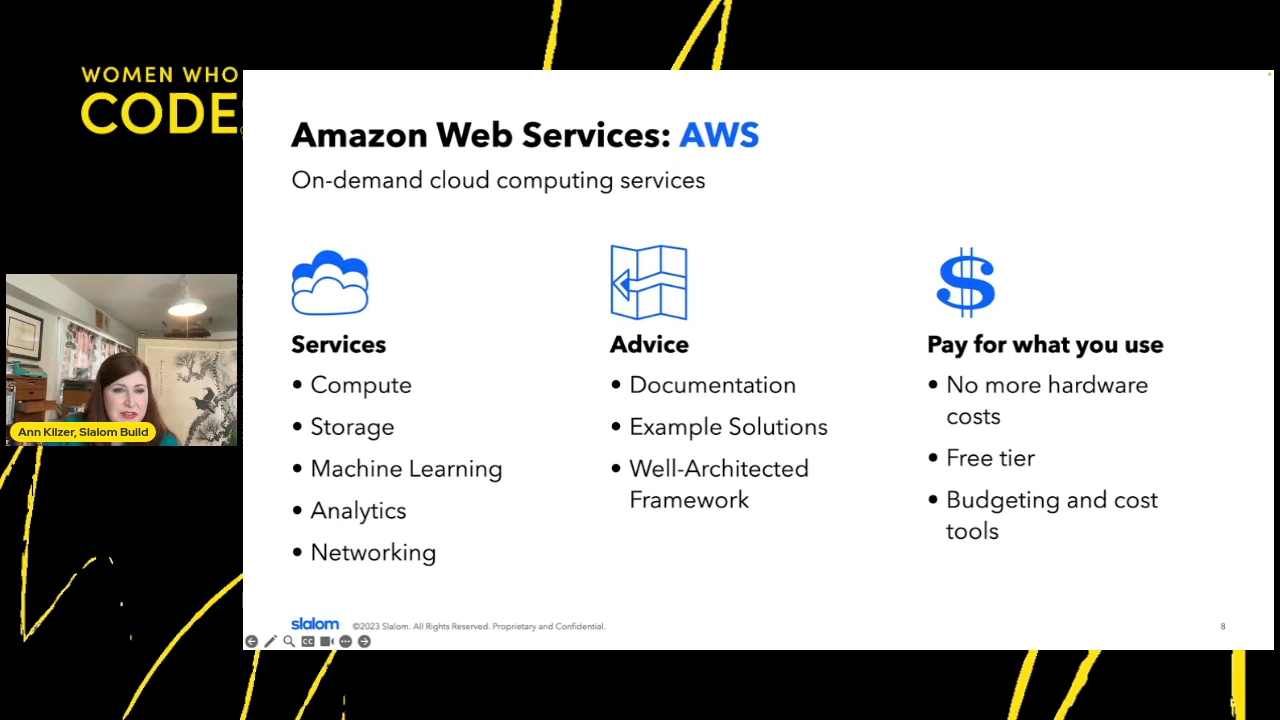 WOMEN WHO
CODE
Amazon Web Services: AWS
On-demand cloud computing services
Services
• Compute
• Storage
• Machine Learning
• Analytics
• Networking
Advice
• Documentation
• Example Solutions
• Well-Architected
Framework
$
Pay for what you use
• No more hardware
costs
• Free tier
• Budgeting and cost
tools
Ann Kilzer, Slalom Build
slalom ©2023 Slalom. All Rights Reserved. Proprietary and Confidential.
8
CC